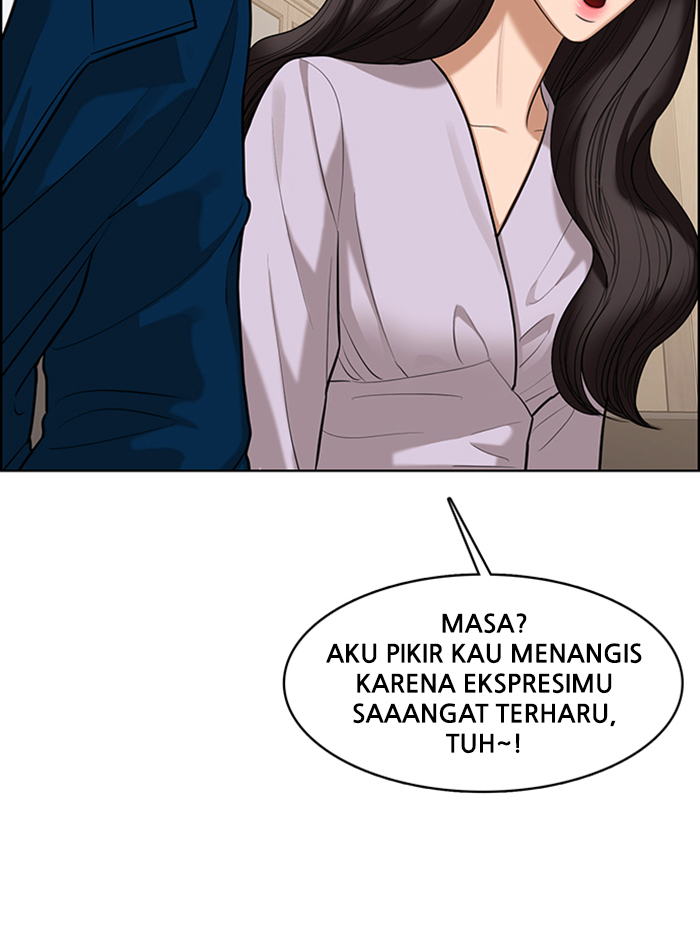 MASA?
AKU PIKIR KAU MENANGIS
KARENA EKSPRESIMU
SAAANGAT TERHARU,
TUH~!